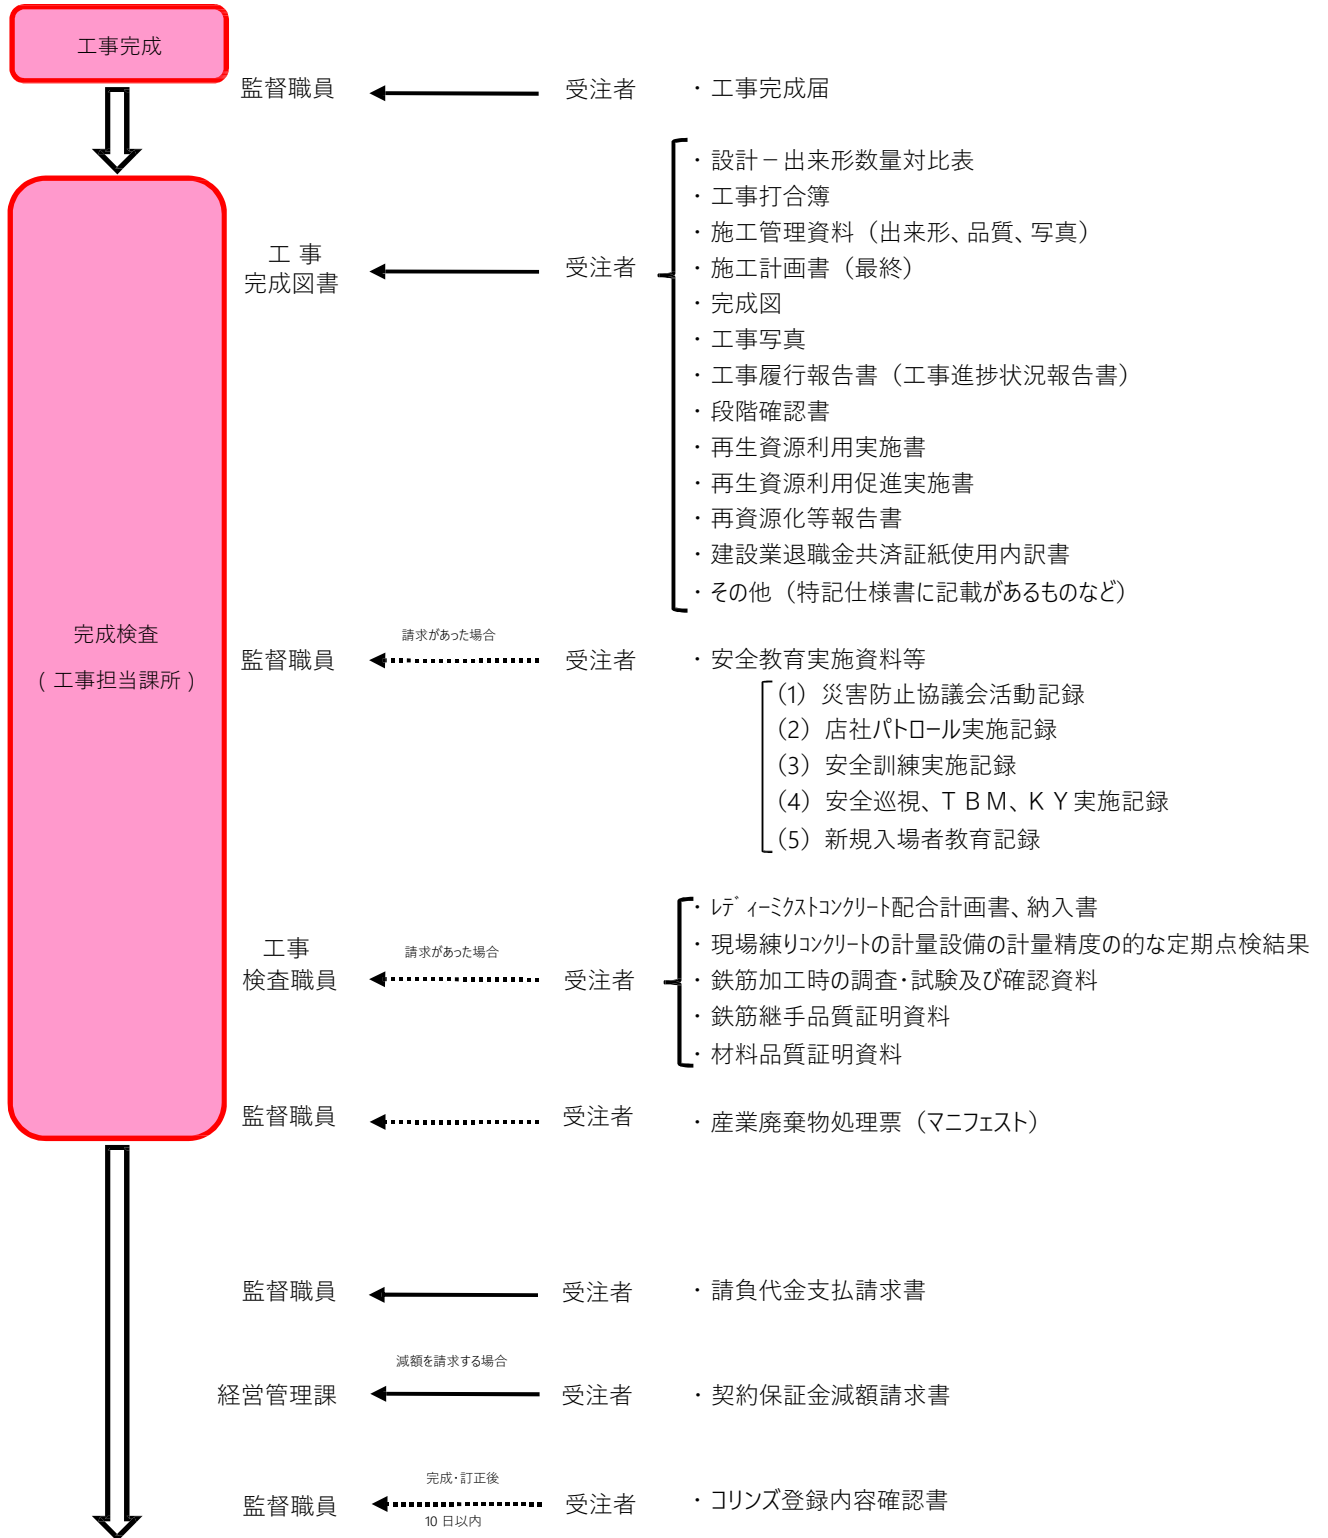 工事完成
監督職員 受注者 ・工事完成届
・設計－出来形数量対比表
・工事打合簿
・施工管理資料（出来形、品質、写真）
工 事
完成図書 受注者 ・施工計画書（最終）
・完成図
・工事写真
・工事履行報告書（工事進捗状況報告書）
・段階確認書
・再生資源利用実施書
・再生資源利用促進実施書
・再資源化等報告書
・建設業退職金共済証紙使用内訳書
・その他（特記仕様書に記載があるものなど）
完成検査
( 工事担当課所 )
請求があった場合
監督職員 受注者 ・安全教育実施資料等
(1) 災害防止協議会活動記録
(2) 店社パトロール実施記録
(3) 安全訓練実施記録
(4) 安全巡視、ＴＢＭ、ＫＹ実施記録
(5) 新規入場者教育記録
・ﾚﾃﾞｨｰﾐｸｽﾄｺﾝｸﾘｰﾄ配合計画書、納入書
・現場練りコンクリートの計量設備の計量精度の的な定期点検結果
工事
検査職員 請求があった場合 受注者 ・鉄筋加工時の調査・試験及び確認資料
・鉄筋継手品質証明資料
・材料品質証明資料
監督職員 受注者 ・産業廃棄物処理票（マニフェスト）
監督職員 受注者 ・請負代金支払請求書
減額を請求する場合
経営管理課 受注者 ・契約保証金減額請求書
完成・訂正後
監督職員 受注者 ・コリンズ登録内容確認書
10 日以内